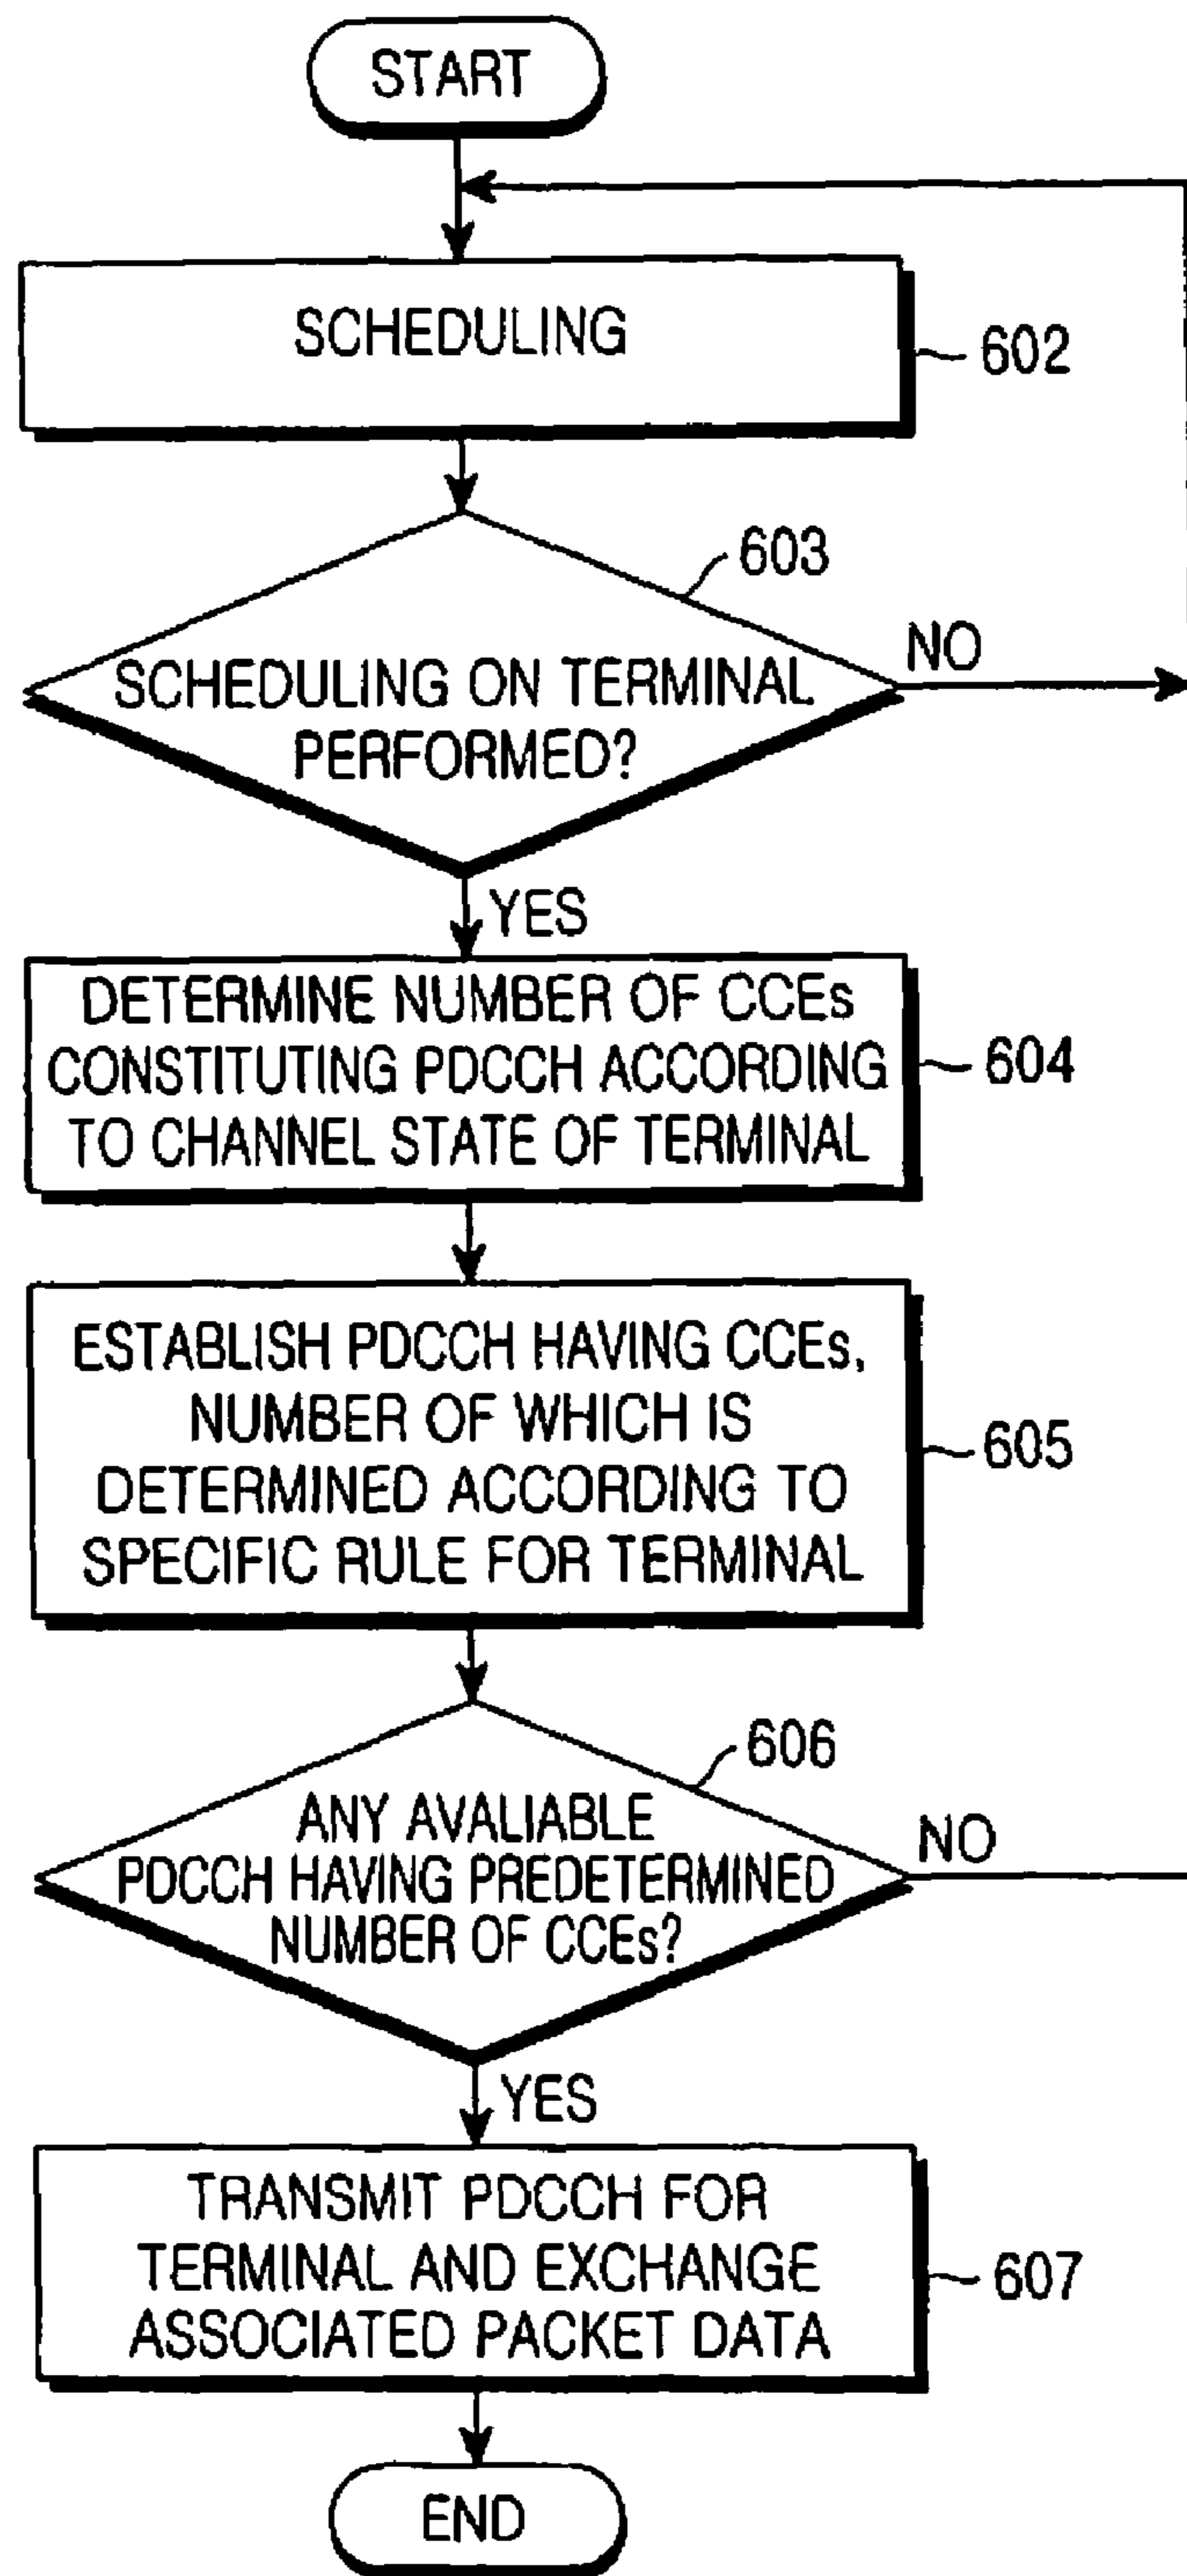 START
SCHEDULING
602
603
SCHEDULING ON TERMINAL
PERFORMED?
NO
YES
DETERMINE NUMBER OF CCEs
CONSTITUTING PDCCH ACCORDING
TO CHANNEL STATE OF TERMINAL
604
ESTABLISH PDCCH HAVING CCEs,
NUMBER OF WHICH IS
DETERMINED ACCORDING TO
SPECIFIC RULE FOR TERMINAL
605
606
ANY AVALIABLE
PDCCH HAVING PREDETERMINED
NUMBER OF CCEs?
NO
YES
TRANSMIT PDCCH FOR
TERMINAL AND EXCHANGE
ASSOCIATED PACKET DATA
607
END